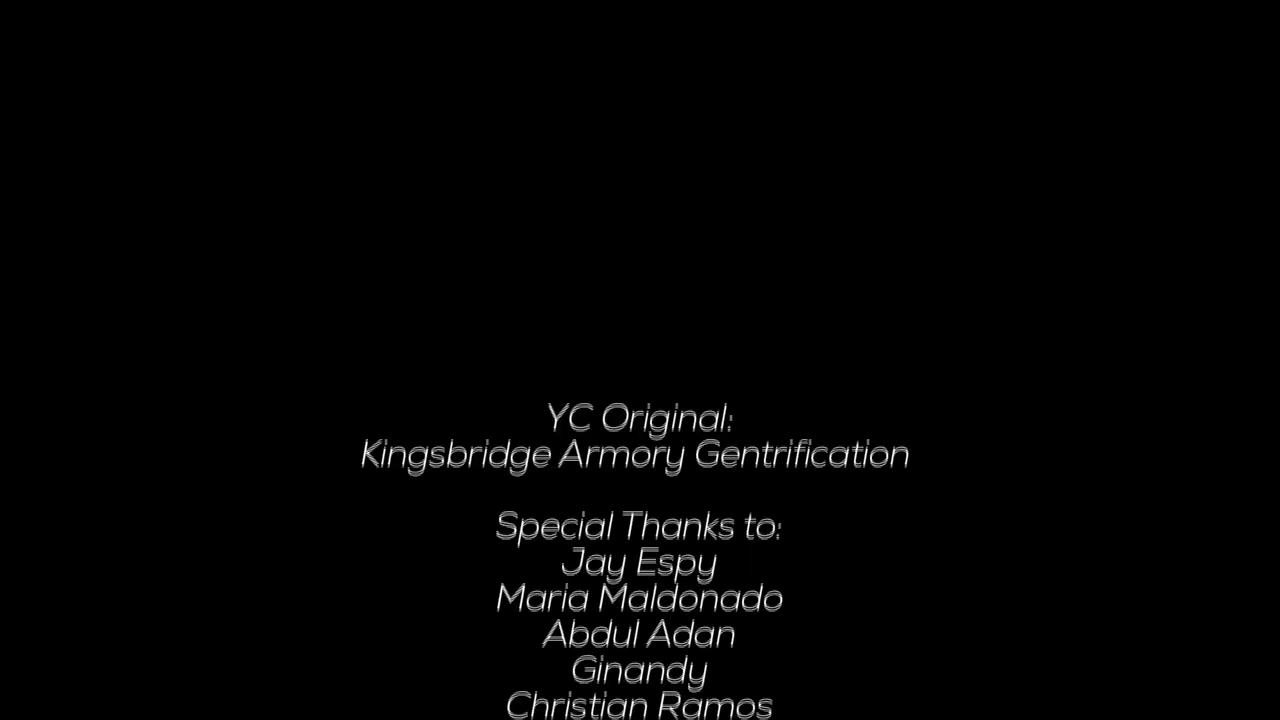 YC Original:
Kingsbridge Armory Gentrification
Special Thanks to:
Jay Espy
Maria Maldonado
Abdul Adan
Ginandy
Christian Ramos